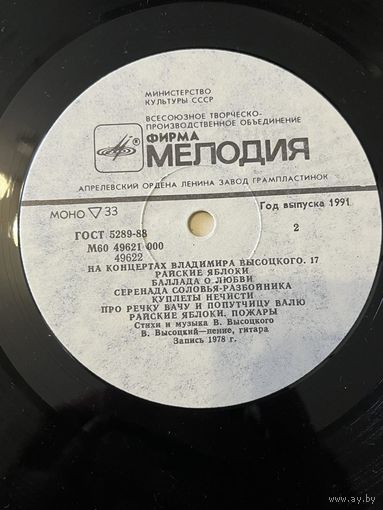 МИНИСТЕРСТВО
КУЛЬТУРЫ СССР
ВСЕСОЮЗНОЕ ТВОРЧЕСКО-
ПРОИЗВОДСТВЕННОЕ ОБЪЕДИНЕНИЕ
ФИРМА
МЕЛОДИЯ
АПРЕЛЕВСКИЙ ОРДЕНА ЛЕНИНА ЗАВОД ГРАМПЛАСТИНОК
МОНО ▽ 33
Год выпуска 1991
ГОСТ 5289-88
2
М60 49621 000
49622
НА КОНЦЕРТАХ ВЛАДИМИРА ВЫСОЦКОГО. 17
РАЙСКИЕ ЯБЛОКИ
БАЛЛАДА О ЛЮБВИ
СЕРЕНАДА СОЛОВЬЯ-РАЗБОЙНИКА
КУПЛЕТЫ НЕЧИСТИ
ПРО РЕЧКУ ВАЧУ И ПОПУТЧИЦУ ВАЛЮ
РАЙСКИЕ ЯБЛОКИ. ПОЖАРЫ
Стихи и музыка В. Высоцкого
В. Высоцкий-пение, гитара
Запись 1978 г.
www.ay.by